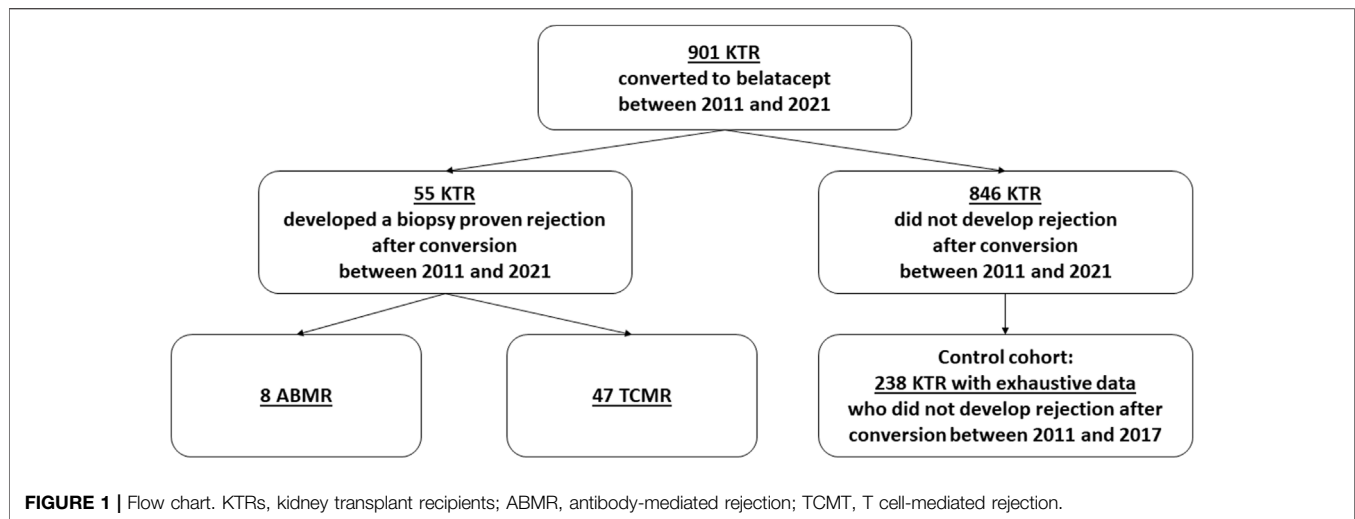 901 KTR
converted to belatacept
between 2011 and 2021
55 KTR
developed a biopsy proven rejection
after conversion
between 2011 and 2021
846 KTR
did not develop rejection
after conversion
between 2011 and 2021
8 ABMR
47 TCMR
Control cohort:
238 KTR with exhaustive data
who did not develop rejection after
conversion between 2011 and 2017
FIGURE 1 | Flow chart. KTRs, kidney transplant recipients; ABMR, antibody-mediated rejection; TCMT, T cell-mediated rejection.